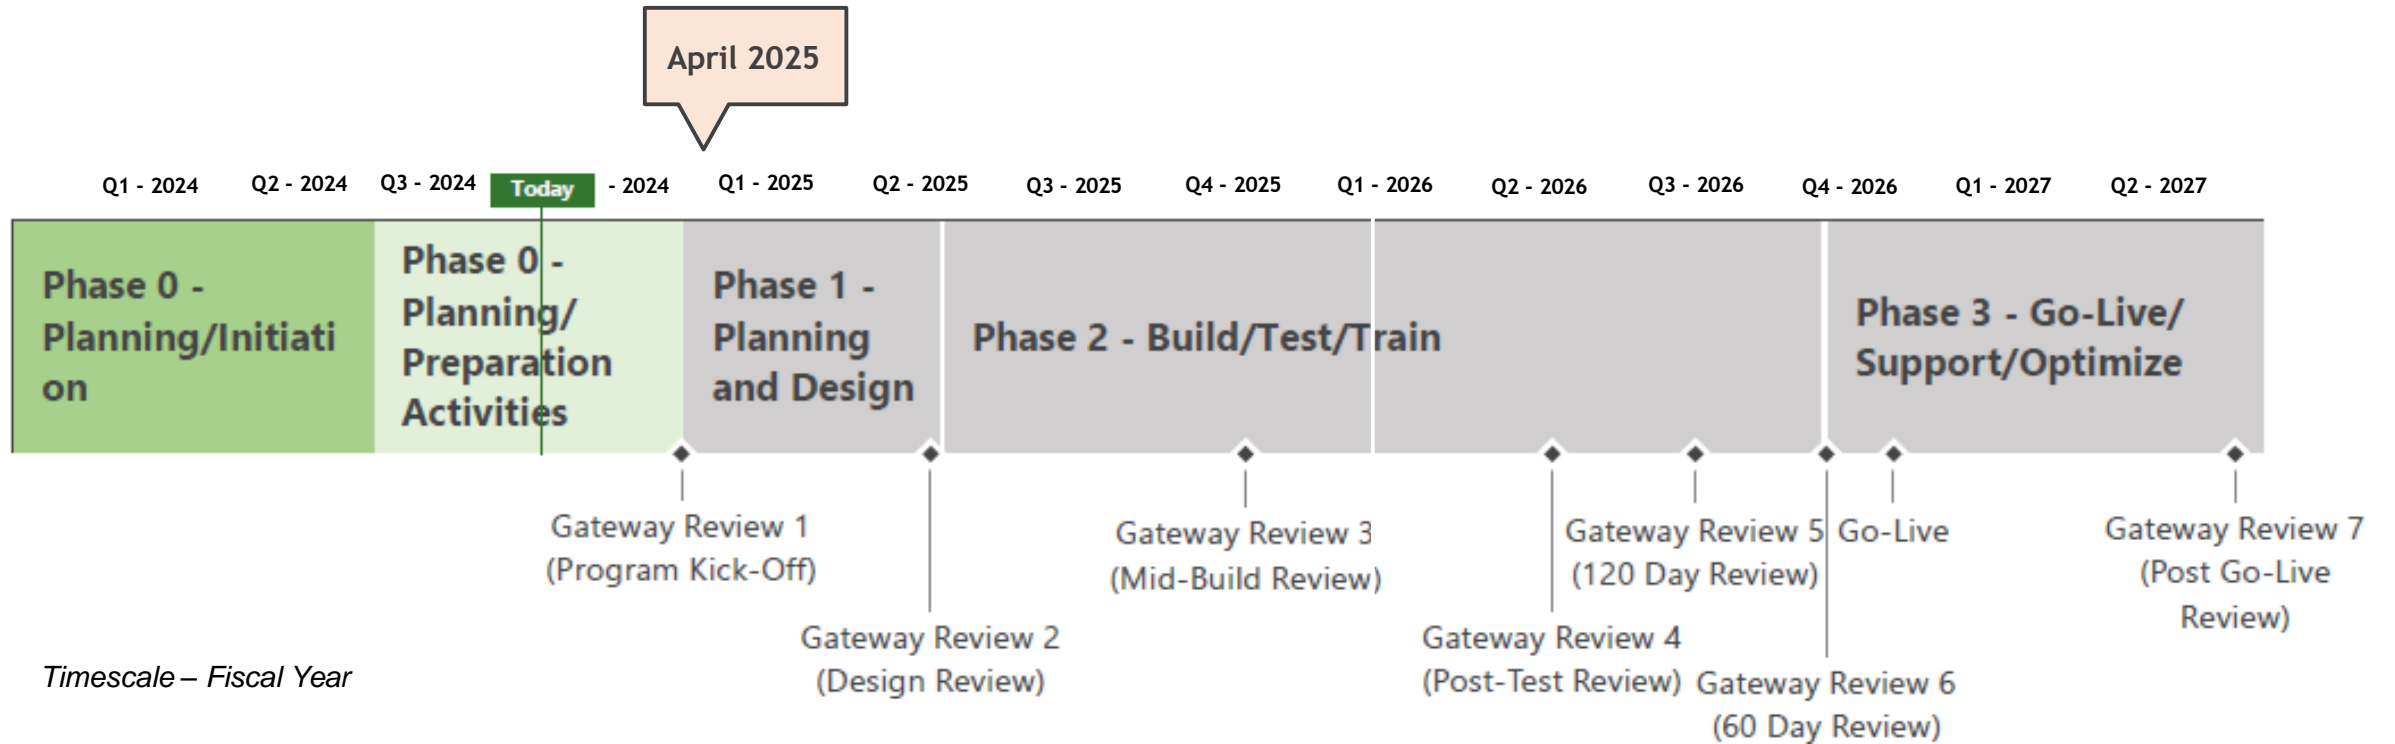 April 2025
Q1 - 2024
Q2 - 2024
Q3 - 2024
Today
- 2024
Q1 - 2025
Q2 - 2025
Q3 - 2025
Q4 - 2025
Q1 - 2026
Q2 - 2026
Q3 - 2026
Q4 - 2026
Q1 - 2027
Q2 - 2027
Phase 0 -
Planning/Initiati
on
Phase 0 -
Planning/
Preparation
Activities
Phase 1 -
Planning
and Design
Phase 2 - Build/Test/Train
Phase 3 - Go-Live/
Support/Optimize
Gateway Review 1
(Program Kick-Off)
Gateway Review 2
(Design Review)
Gateway Review 3
(Mid-Build Review)
Gateway Review 4
(Post-Test Review)
Gateway Review 5
(120 Day Review)
Gateway Review 6
(60 Day Review)
Go-Live
Gateway Review 7
(Post Go-Live
Review)
Timescale – Fiscal Year